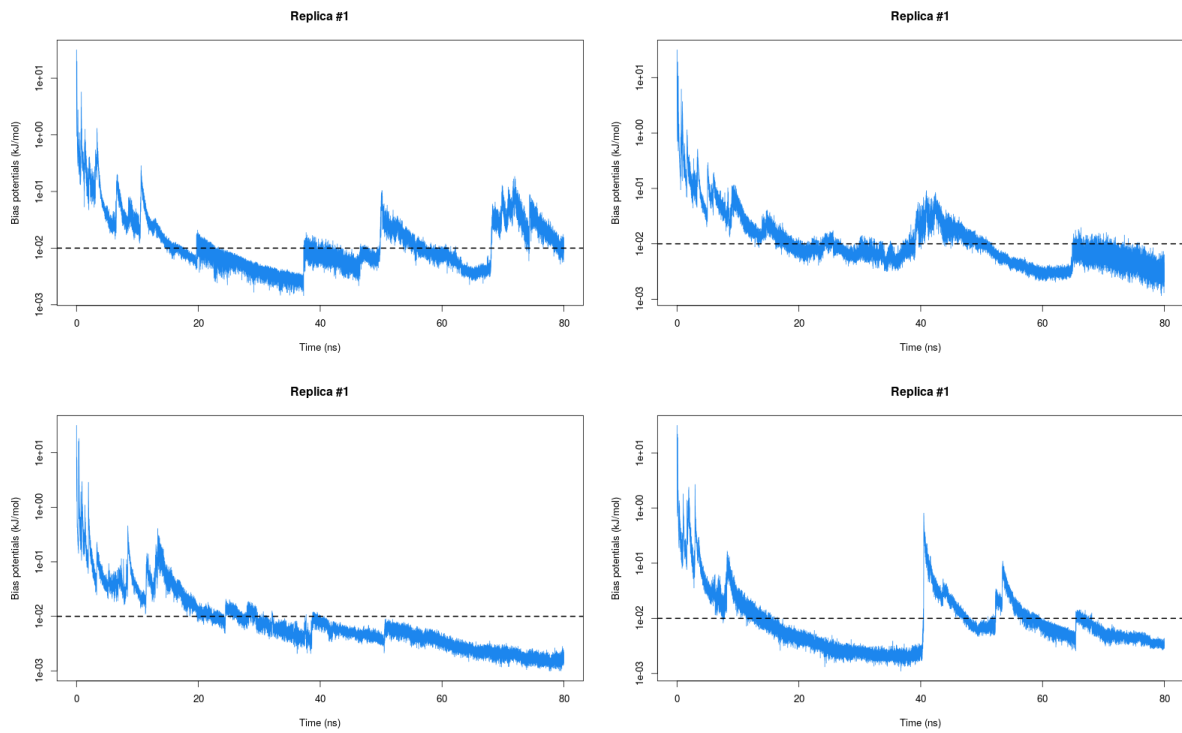 Replica #1
Bias potentials (kJ/mol)
1e+01
1e+00
1e-01
1e-02
1e-03
0
20
40
60
80
Time (ns)
Replica #1
Bias potentials (kJ/mol)
1e+01
1e+00
1e-01
1e-02
1e-03
0
20
40
60
80
Time (ns)
Replica #1
Bias potentials (kJ/mol)
1e+01
1e+00
1e-01
1e-02
1e-03
0
20
40
60
80
Time (ns)
Replica #1
Bias potentials (kJ/mol)
1e+01
1e+00
1e-01
1e-02
1e-03
0
20
40
60
80
Time (ns)